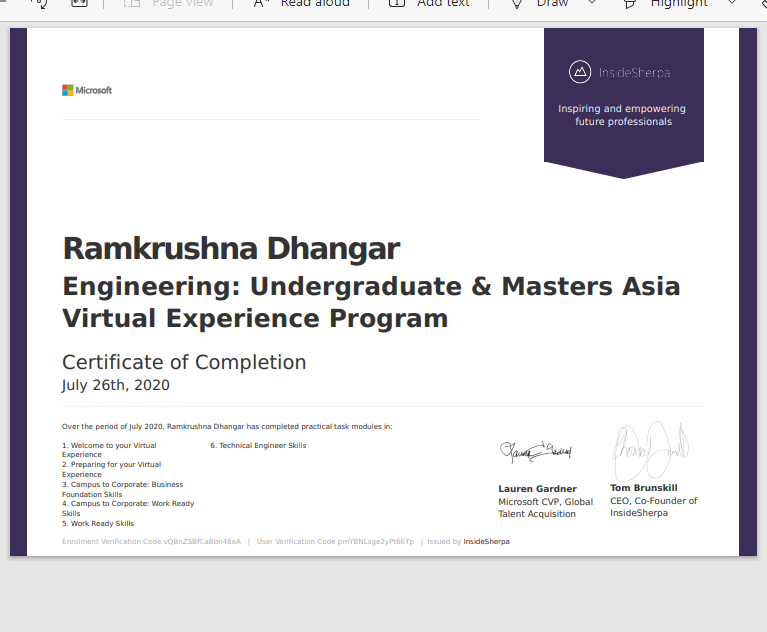 Page view
Read aloud
Add text
Draw
Highlight
Microsoft
InsideSherpa
Inspiring and empowering
future professionals
Ramkrushna Dhangar
Engineering: Undergraduate & Masters Asia
Virtual Experience Program
Certificate of Completion
July 26th, 2020
Over the period of July 2020, Ramkrushna Dhangar has completed practical task modules in:
1. Welcome to your Virtual
Experience
2. Preparing for your Virtual
Experience
3. Campus to Corporate: Business
Foundation Skills
4. Campus to Corporate: Work Ready
Skills
5. Work Ready Skills
6. Technical Engineer Skills
Lauren Gardner
Microsoft CVP, Global
Talent Acquisition
Tom Brunskill
CEO, Co-Founder of
InsideSherpa
Enrolment Verification Code vQBnZSBfCaBbn48eA | User Verification Code pmYBNLsge2yPt66Tp | Issued by InsideSherpa